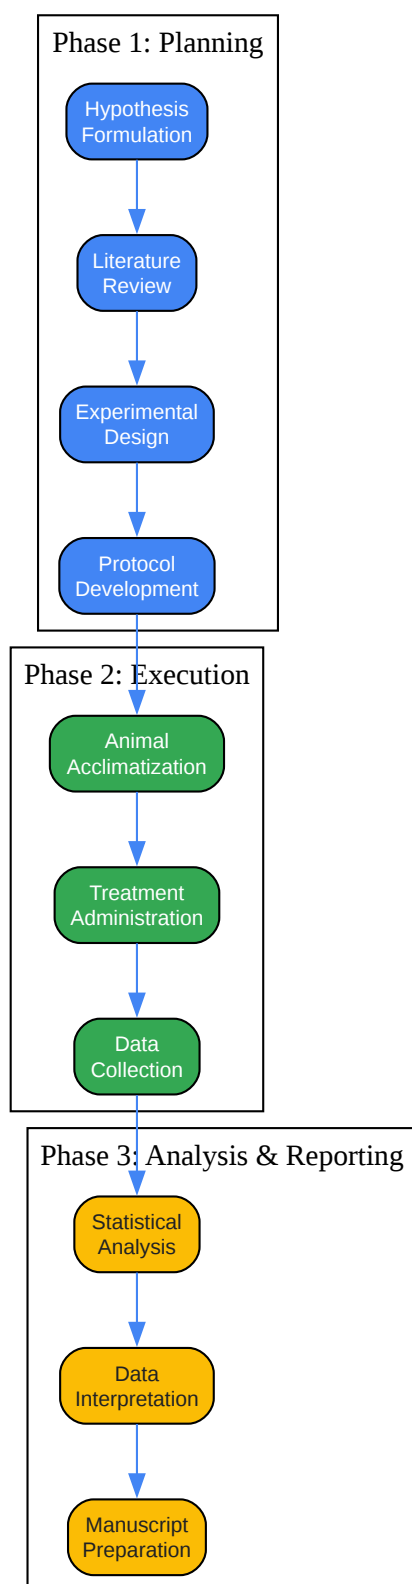 Phase 1: Planning
Hypothesis
Formulation
Literature
Review
Experimental
Design
Protocol
Development
Phase 2: Execution
Animal
Acclimatization
Treatment
Administration
Data
Collection
Phase 3: Analysis & Reporting
Statistical
Analysis
Data
Interpretation
Manuscript
Preparation